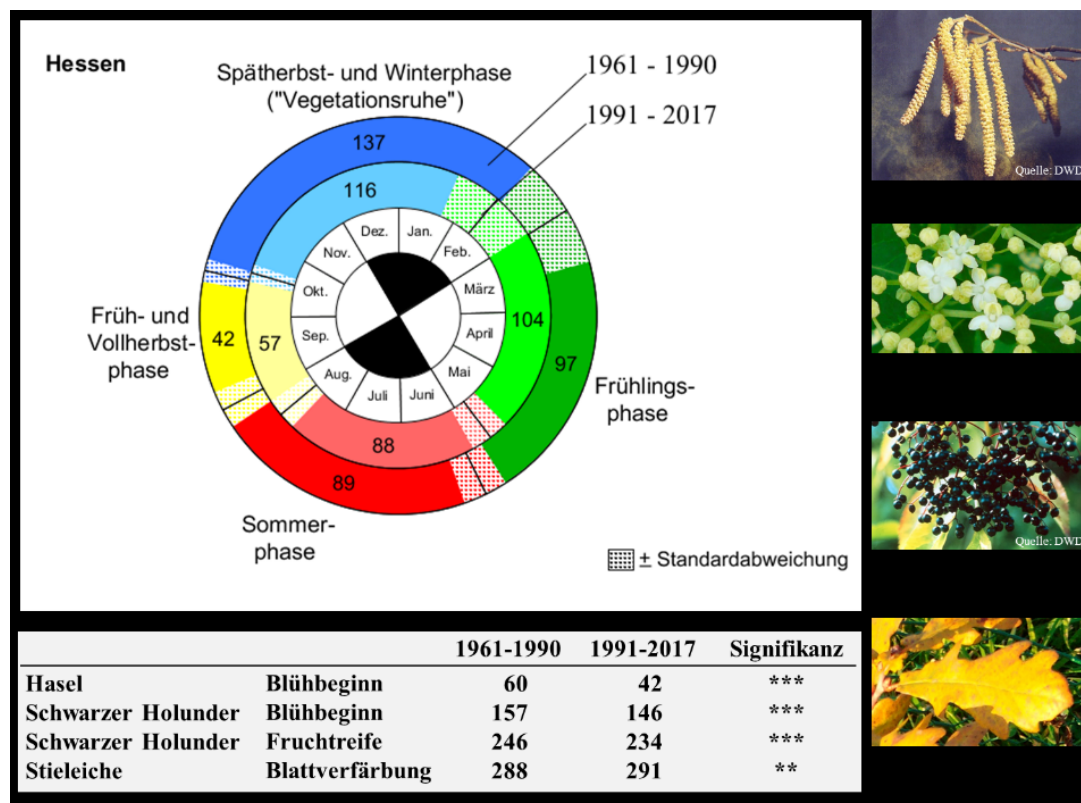 Hessen
Spätherbst- und Winterphase
("Vegetationsruhe")
1961 - 1990
1991 - 2017
137
116
Dez.
Jan.
Nov.
Feb.
Okt.
März
Sep.
April
Aug.
Mai
Juli
Juni
Früh- und
Vollherbst-
phase
42
57
104
97
Frühlings-
phase
88
89
Sommer-
phase
± Standardabweichung
Quelle: DWD
Quelle: DWD
1961-1990 1991-2017 Signifikanz
Hasel Blühbeginn 60 42 ***
Schwarzer Holunder Blühbeginn 157 146 ***
Schwarzer Holunder Fruchtreife 246 234 ***
Stieleiche Blattverfärbung 288 291 **